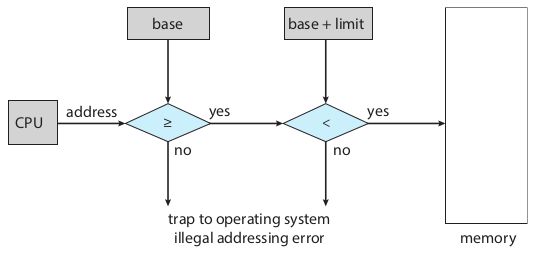 base
base + limit
CPU
address
≥
yes
<
yes
no
no
trap to operating system
illegal addressing error
memory